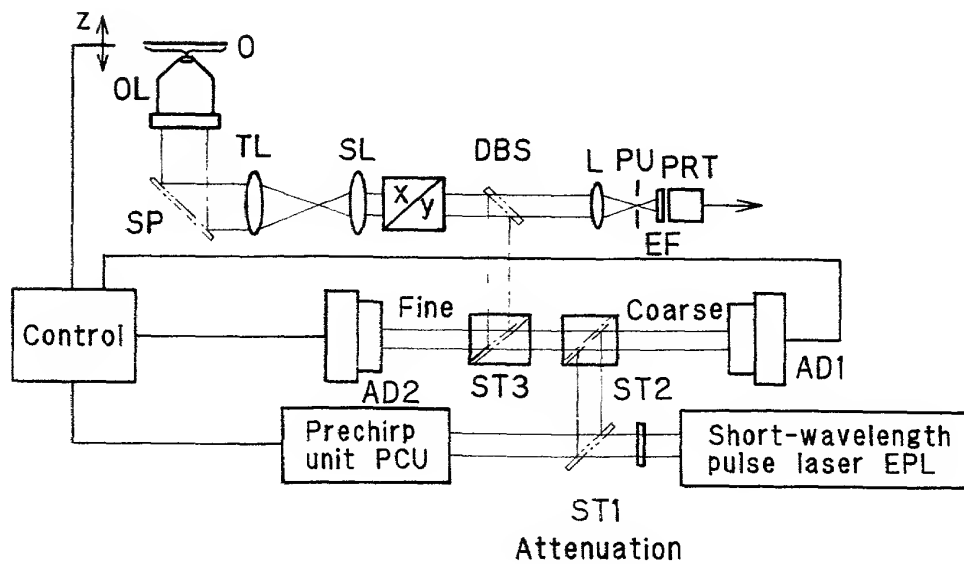 Z
O
OL
TL
SL
DBS
L
PU
PRT
SP
x
y
EF
Control
Fine
Coarse
AD2
ST3
ST2
AD1
Prechirp
unit PCU
Short-wavelength
pulse laser EPL
ST1
Attenuation